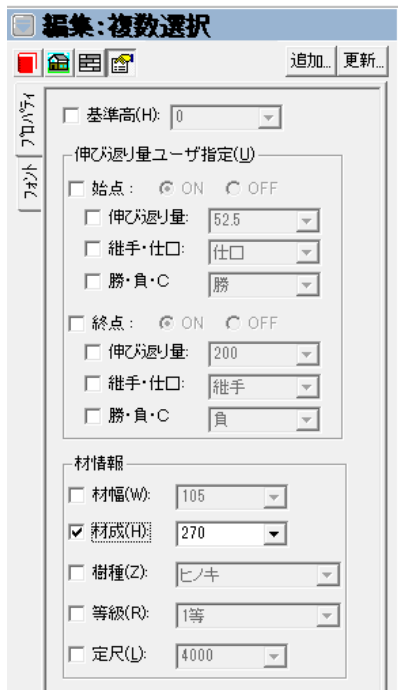 編集:複数選択
追加... 更新...
プロパティ
フォント
基準高(H): 0
伸び返り量ユーザ指定(U)
始点: ON OFF
伸び返り量: 52.5
継手・仕口: 仕口
勝・負・C 勝
終点: ON OFF
伸び返り量: 200
継手・仕口: 継手
勝・負・C 負
材情報
材幅(W): 105
材成(H): 270
樹種(Z): ヒノキ
等級(R): 1等
定尺(L): 4000